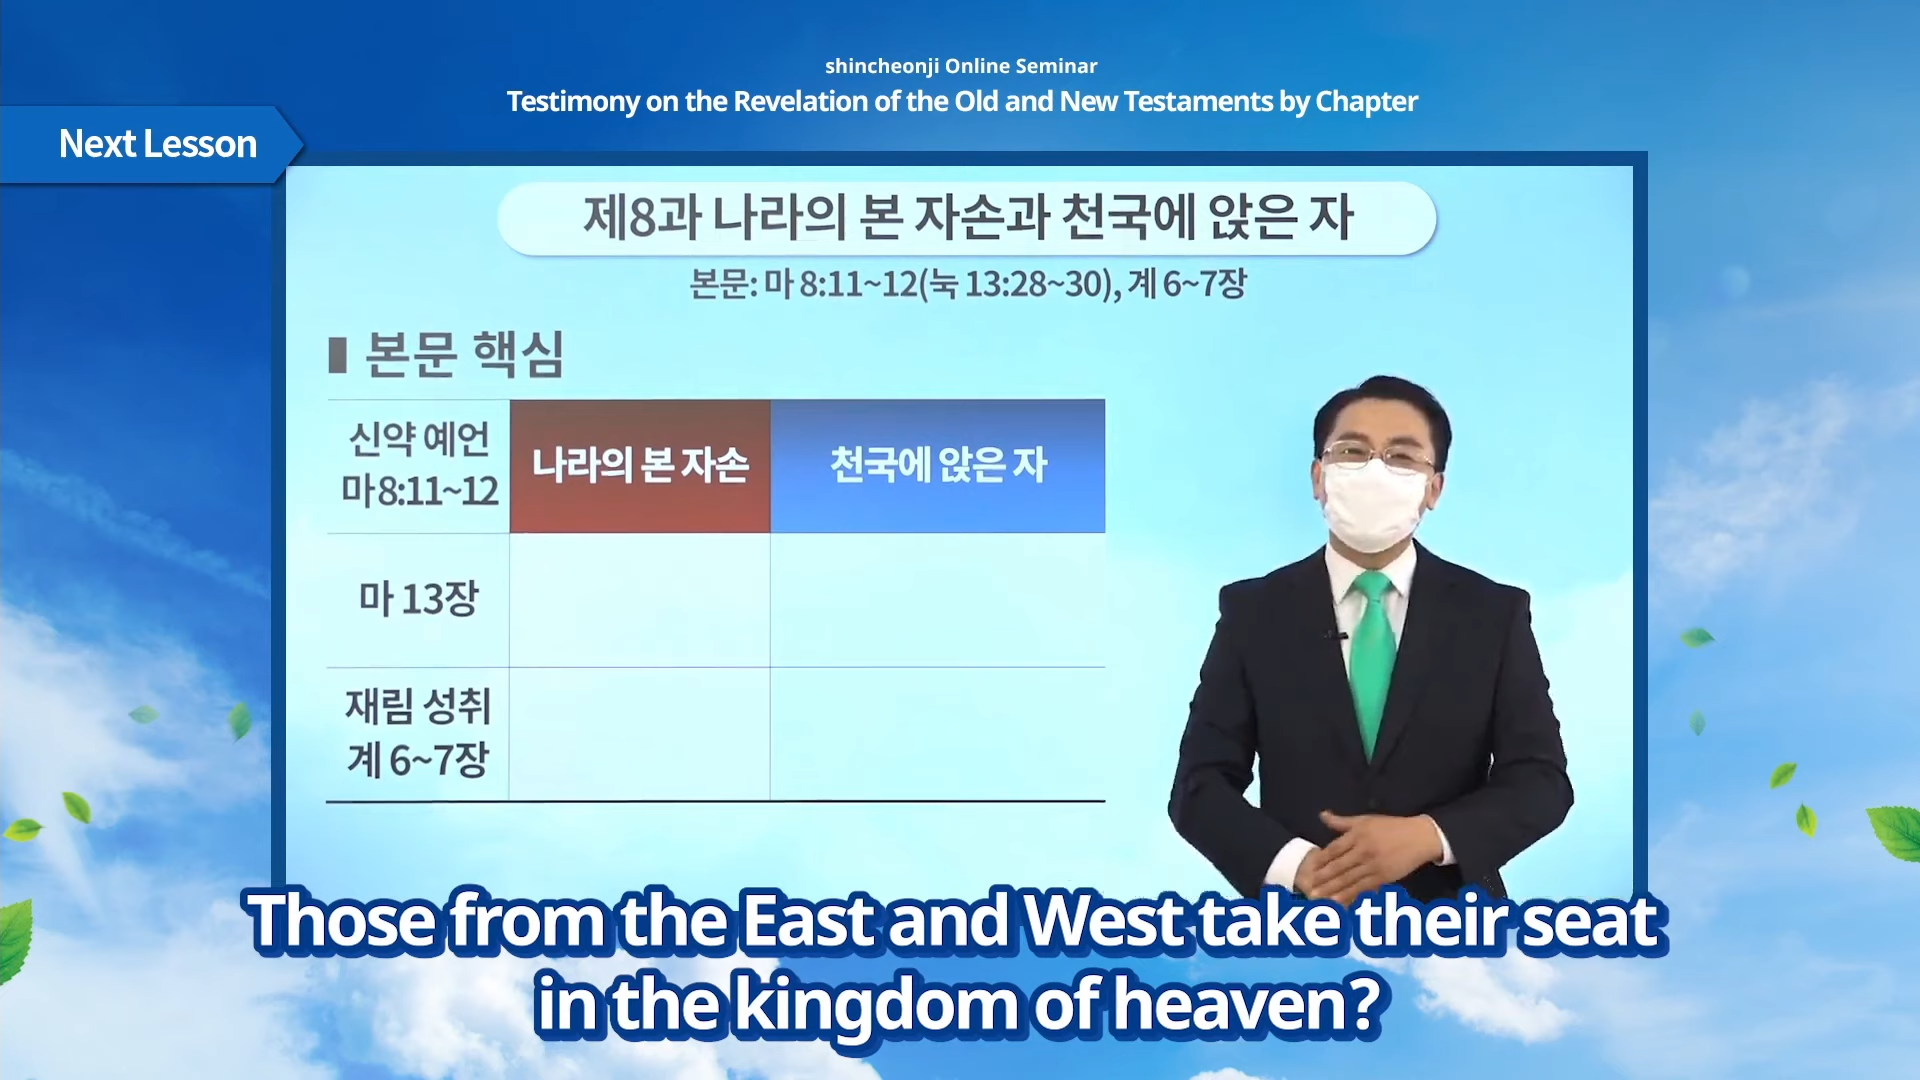 shincheonji Online Seminar
Testimony on the Revelation of the Old and New Testaments by Chapter
Next Lesson
제8과 나라의 본 자손과 천국에 앉은 자
본문: 마 8:11~12(눅 13:28~30), 계 6~7장
본문 핵심
신약 예언
마8:11~12
나라의 본 자손
천국에 앉은 자
마 13장
재림 성취
계 6~7장
Those from the East and West take their seat
in the kingdom of heaven?